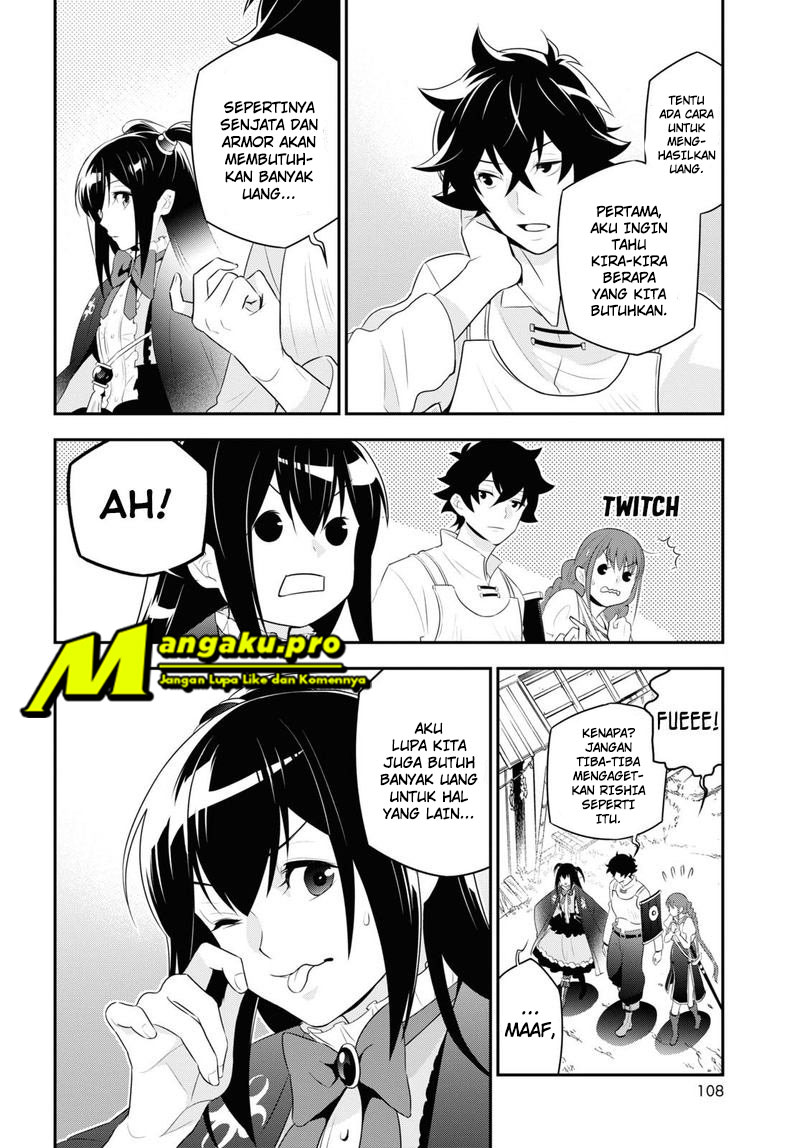 TENTU
ADA CARA
UNTUK
MENG-
HASILKAN
UANG.
PERTAMA,
AKU INGIN
TAHU
KIRA-KIRA
BERAPA
YANG KITA
BUTUHKAN.
SEPERTINYA
SENJATA DAN
ARMOR AKAN
MEMBUTUH-
KAN BANYAK
UANG...
TWITCH
AH!
Mangaku.pro
Jangan Lupa Like dan Komennya
FUEEE!
KENAPA?
JANGAN
TIBA-TIBA
MENGAGET-
KAN RISHIA
SEPERTI
ITU.
...
MAAF,
AKU
LUPA KITA
JUGA BUTUH
BANYAK UANG
UNTUK HAL
YANG LAIN...
108